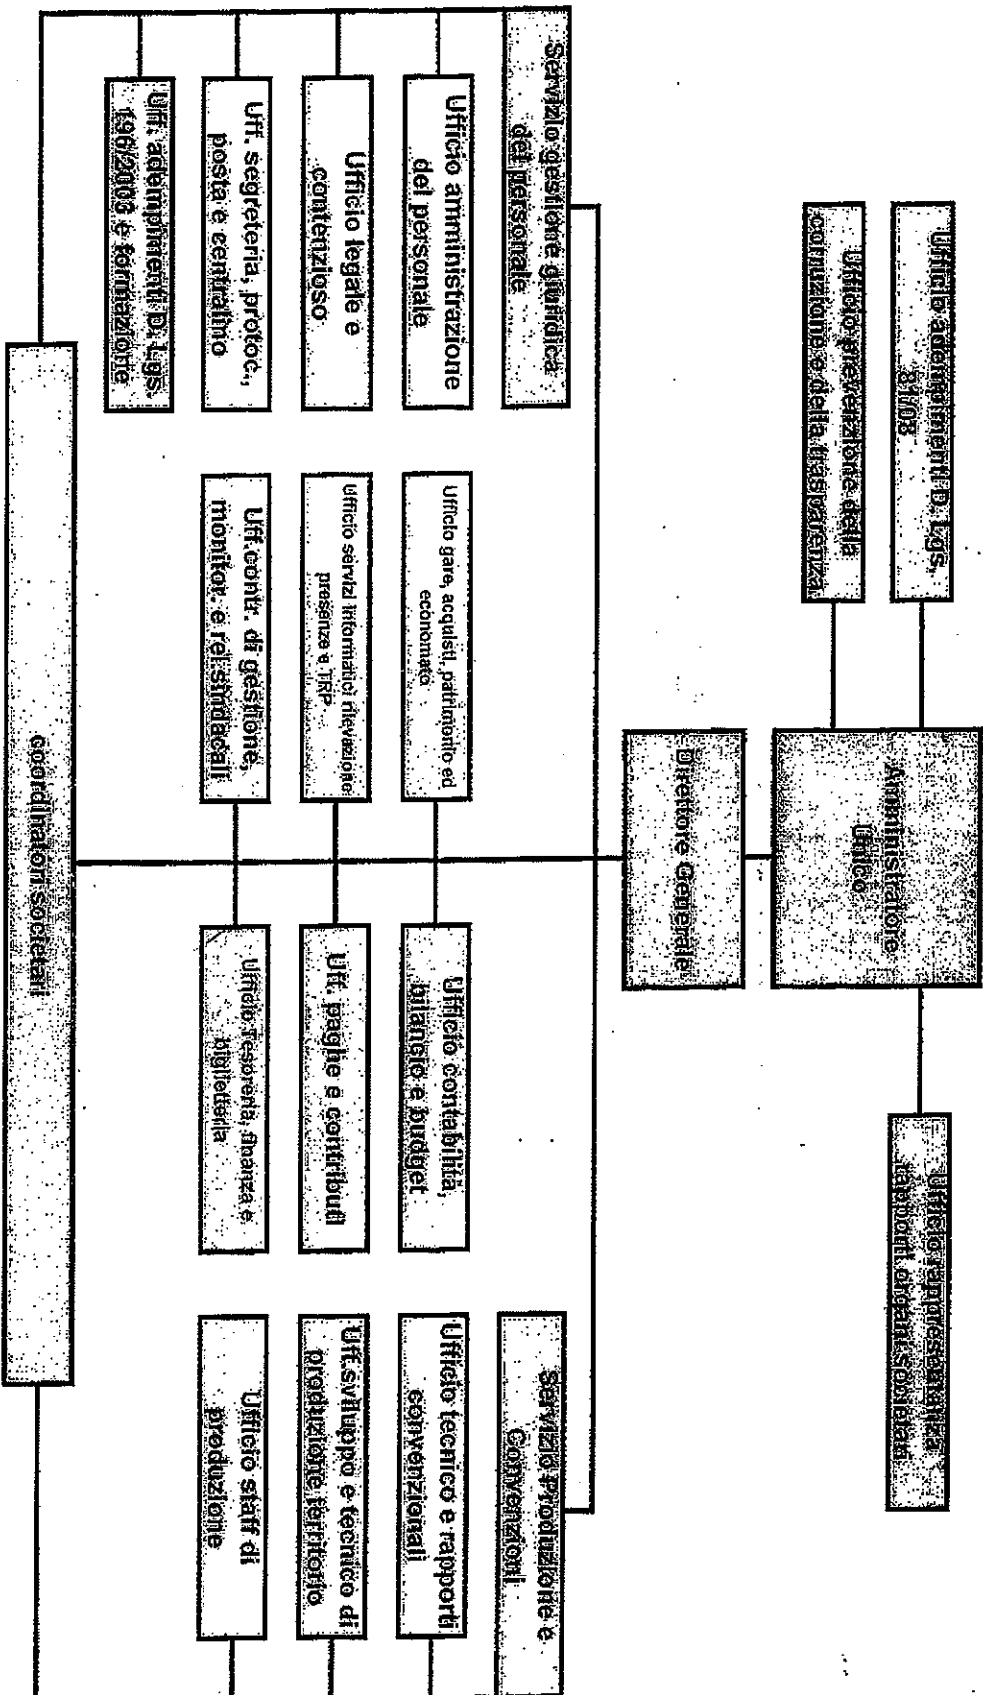 Ufficio adempimenti D. Lgs.
81/08
Ufficio prevenzione della
corruzione e della trasparenza
Amministratore
Unico
Ufficio rappresentanza
rapporti organi societari
Direttore Generale
Servizio gestione giuridica
del personale
Ufficio amministrazione
del personale
Ufficio legale e
contenzioso
Uff. segreteria, protoc.,
posta e centralino
Uff. adempimenti D. Lgs.
196/2003 e formazione
Ufficio gare, acquisti, patrimonio ed
economato
Ufficio servizi informatici rilevazione
presenze e TRP
Uff.contr. di gestione,
monitor. e rel.sindacali
Ufficio contabilità,
bilancio e budget
Uff. paghe e contributi
Ufficio Tesoreria, finanza e
biglietteria
Servizio Produzione e
Convenzioni
Ufficio tecnico e rapporti
convenzionali
Uff.sviluppo e tecnico di
produzione territorio
Ufficio staff di
produzione
coordinatori societari